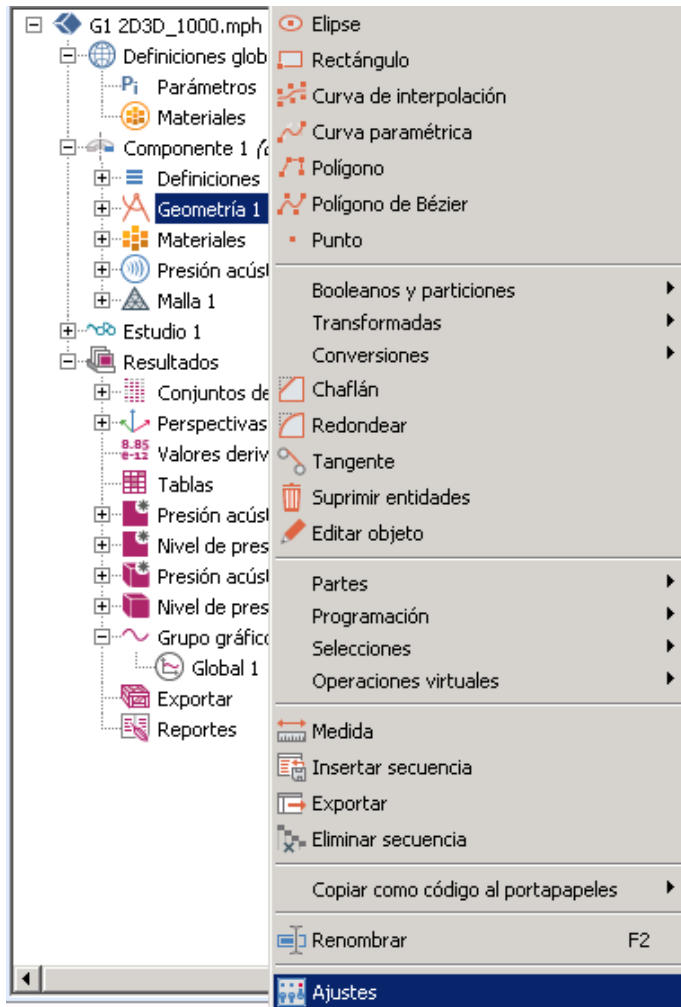 G1 2D3D_1000.mph
Definiciones glob
Pi Parámetros
Materiales
Componente 1
Definiciones
Geometría 1
Materiales
Presión acúst
Malla 1
Estudio 1
Resultados
Conjuntos de
Perspectivas
8.85 e-12 Valores deriv
Tablas
Presión acúst
Nivel de pres
Presión acúst
Nivel de pres
Grupo gráfico
Global 1
Exportar
Reportes
Elipse
Rectángulo
Curva de interpolación
Curva paramétrica
Polígono
Polígono de Bézier
Punto
Booleanos y particiones
Transformadas
Conversiones
Chaflán
Redondear
Tangente
Suprimir entidades
Editar objeto
Partes
Programación
Selecciones
Operaciones virtuales
Medida
Insertar secuencia
Exportar
Eliminar secuencia
Copiar como código al portapapeles
Renombrar F2
Ajustes